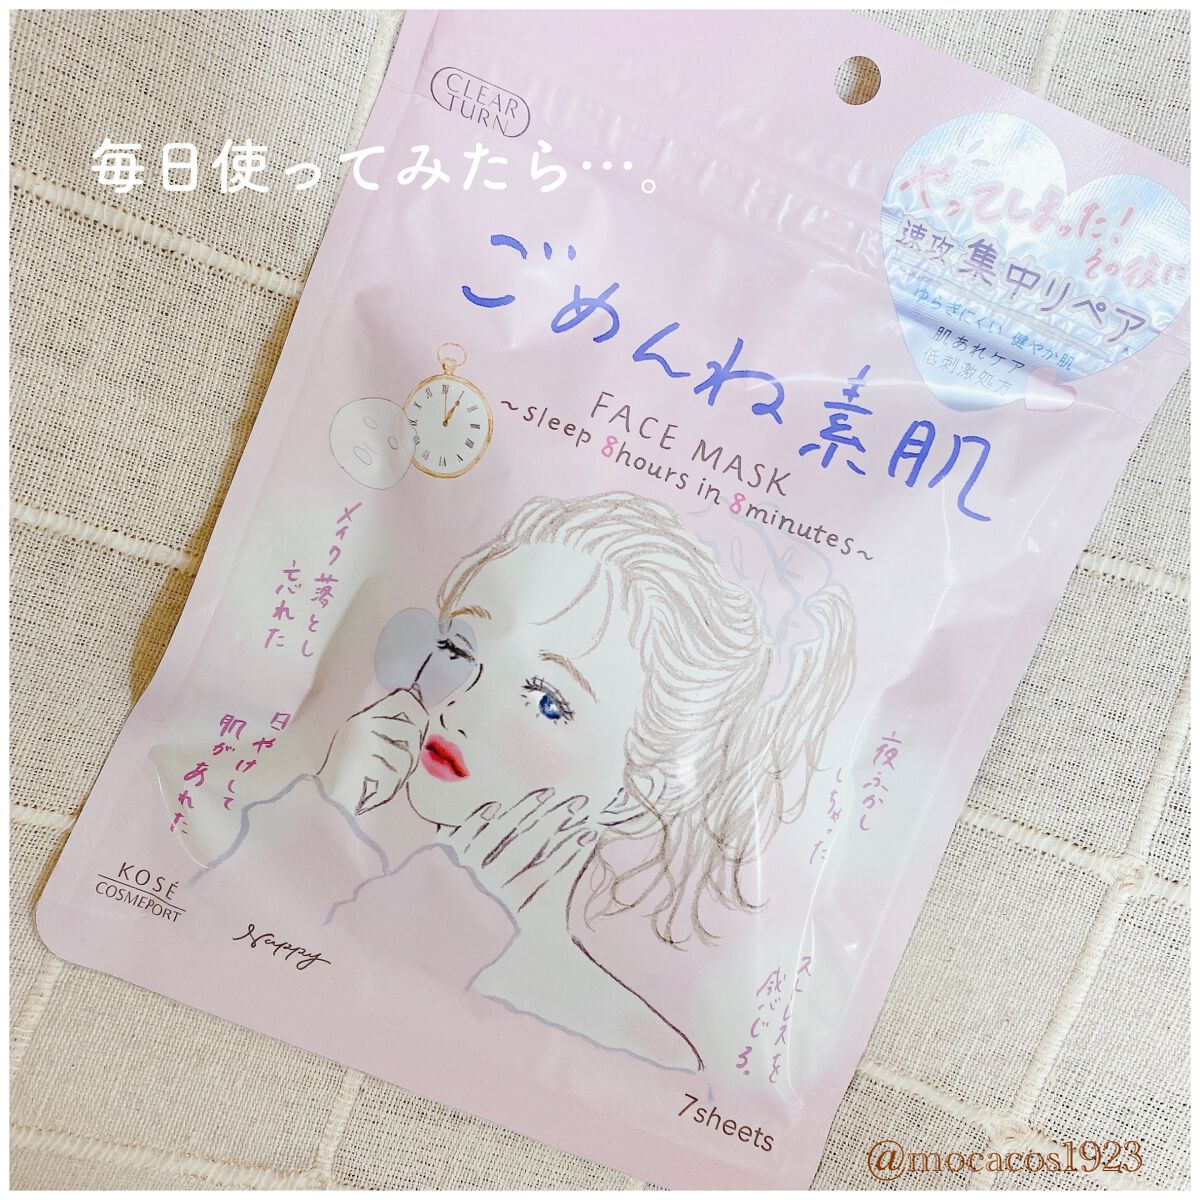 毎日使ってみたら…。
CLEAR
TURN
やってしまった!
その後に
速攻集中リペア
ゆらぎにくい 健やか肌
肌あれケア
低刺激処方
ごめんね素肌
FACE MASK
~sleep 8hours in 8minutes~
メイク落とし
忘れた
日やけして
肌があれた
夜ふかし
しちゃった
ストレスを
感じる。
KOSÉ
COSMEPORT
Nappy
7sheets
@mocacos1923